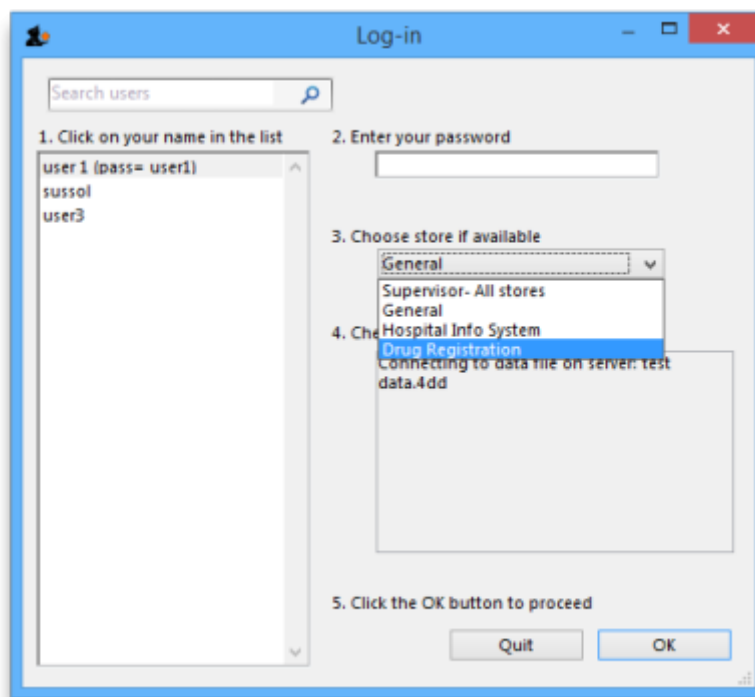 Log-in
Search users
1. Click on your name in the list
user 1 (pass= user1)
sussol
user3
2. Enter your password
3. Choose store if available
General
Supervisor- All stores
General
Hospital Info System
Drug Registration
4. Che
Connecting to data file on server: test
data.4dd
5. Click the OK button to proceed
Quit
OK